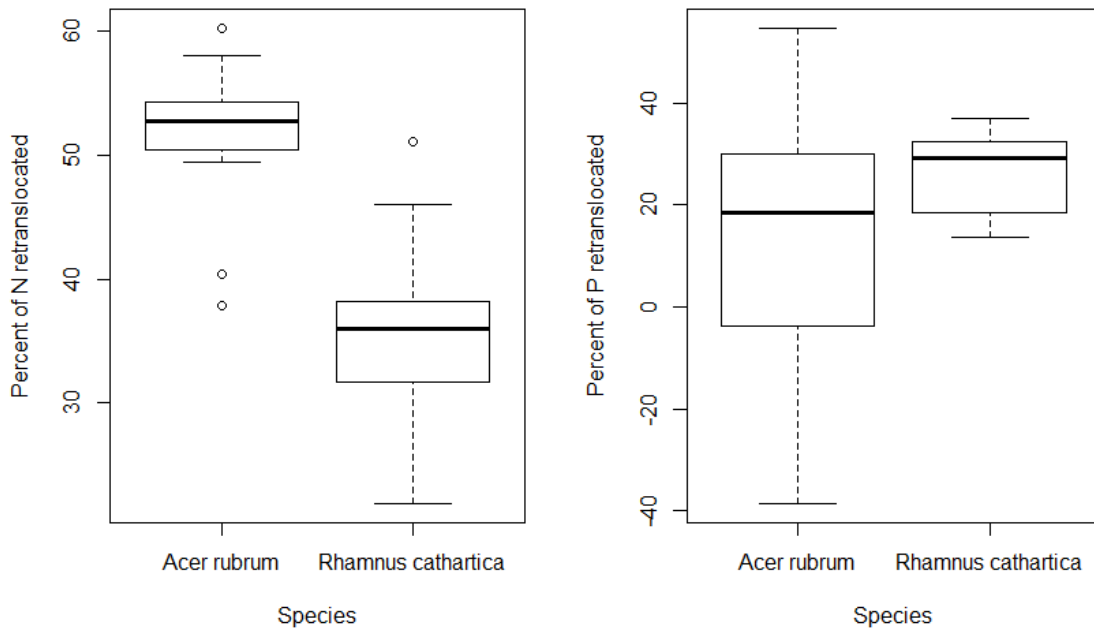 Percent of N retranslocated
60
50
40
30
Acer rubrum
Rhamnus cathartica
Species
Percent of P retranslocated
40
20
0
-20
-40
Acer rubrum
Rhamnus cathartica
Species